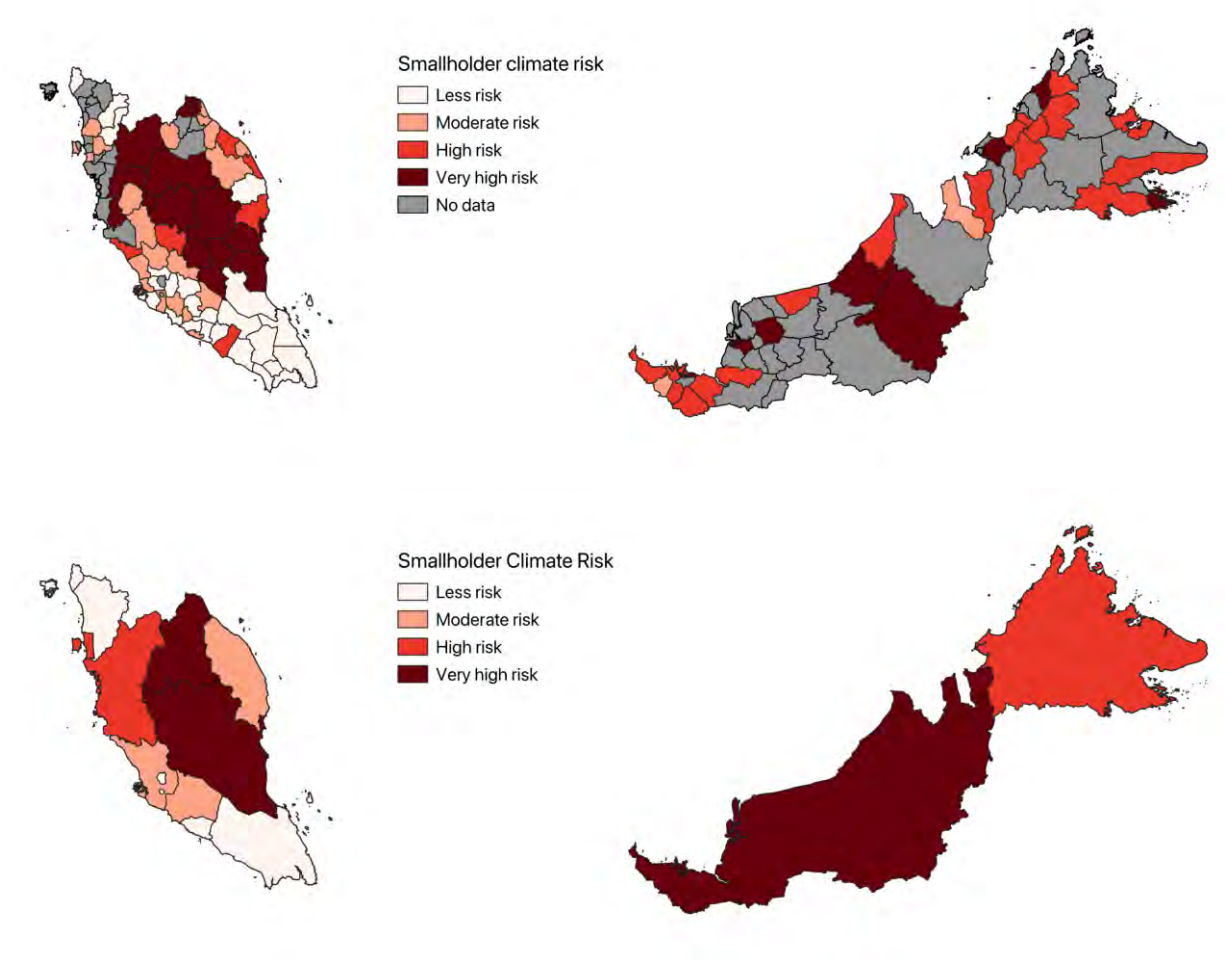 Smallholder climate risk
Less risk
Moderate risk
High risk
Very high risk
No data
Smallholder Climate Risk
Less risk
Moderate risk
High risk
Very high risk